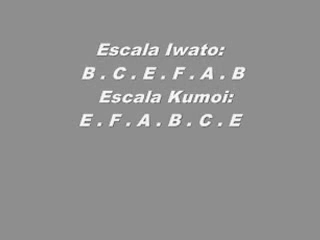 Escala Iwato:
B . C . E . F . A . B
Escala Kumoi:
E . F . A . B . C . E